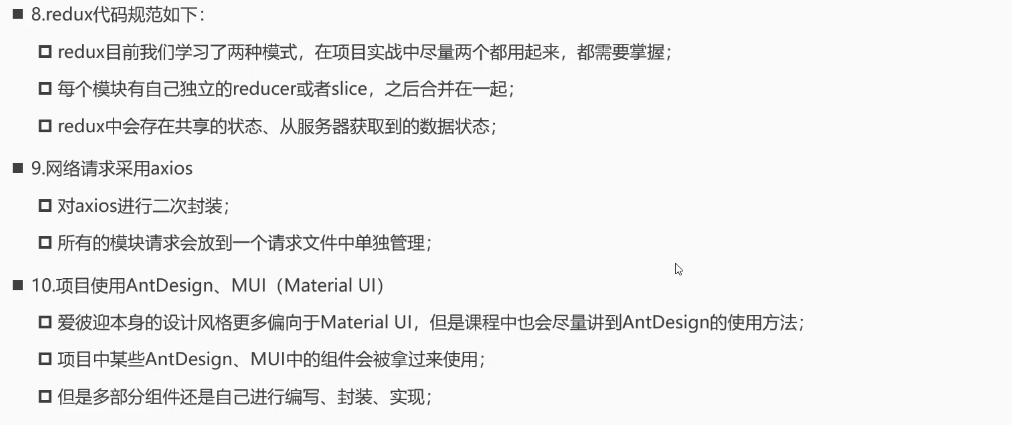 ■ 8.redux代码规范如下：
redux目前我们学习了两种模式，在项目实战中尽量两个都用起来，都需要掌握；
每个模块有自己独立的reducer或者slice，之后合并在一起；
redux中会存在共享的状态、从服务器获取到的数据状态；
■ 9.网络请求采用axios
对axios进行二次封装；
所有的模块请求会放到一个请求文件中单独管理；
■ 10.项目使用AntDesign、MUI（Material UI）
爱彼迎本身的设计风格更多偏向于Material UI，但是课程中也会尽量讲到AntDesign的使用方法；
项目中某些AntDesign、MUI中的组件会被拿过来使用；
但是多部分组件还是自己进行编写、封装、实现；